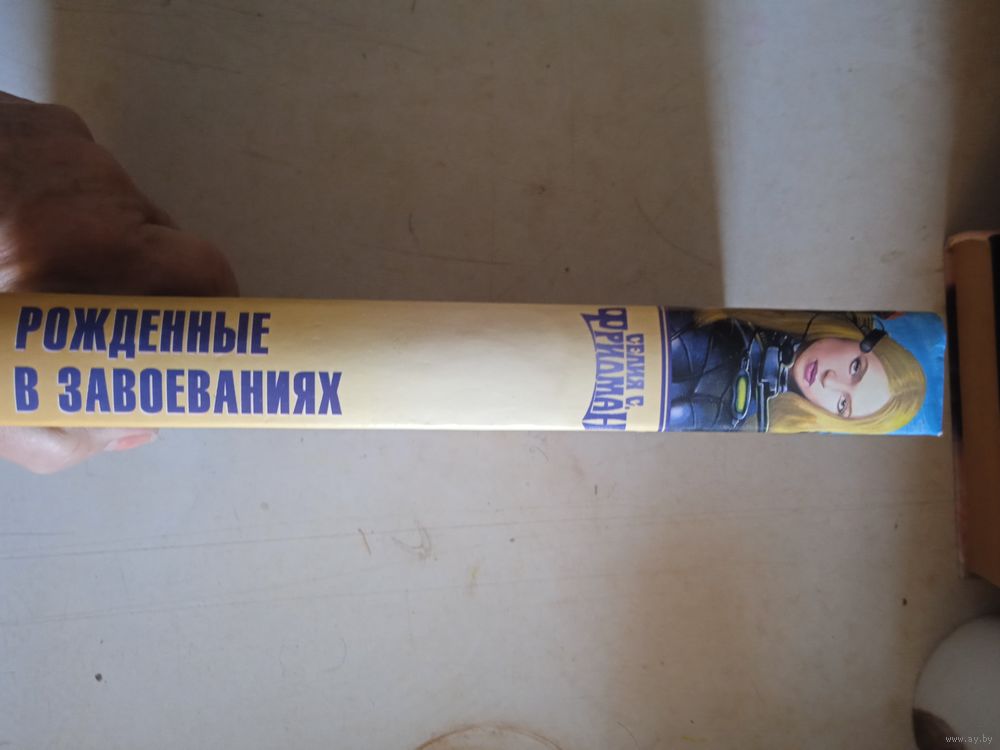 РОЖДЕННЫЕ
В ЗАВОЕВАНИЯХ
СЕЛИЯ С.
ФРИДМАН
www.ay.by